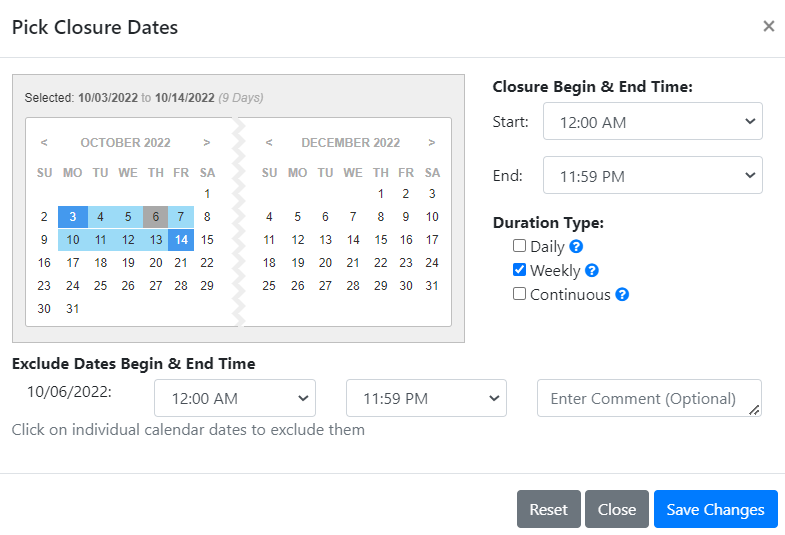 Pick Closure Dates ×
Selected: 10/03/2022 to 10/14/2022 (9 Days)
< OCTOBER 2022 >
SU MO TU WE TH FR SA
1
2 3 4 5 6 7 8
9 10 11 12 13 14 15
16 17 18 19 20 21 22
23 24 25 26 27 28 29
30 31
< DECEMBER 2022 >
SU MO TU WE TH FR SA
1 2 3
4 5 6 7 8 9 10
11 12 13 14 15 16 17
18 19 20 21 22 23 24
25 26 27 28 29 30 31
Closure Begin & End Time:
Start: 12:00 AM
End: 11:59 PM
Duration Type:
Daily ?
Weekly ?
Continuous ?
Exclude Dates Begin & End Time
10/06/2022: 12:00 AM 11:59 PM Enter Comment (Optional)
Click on individual calendar dates to exclude them
Reset Close Save Changes